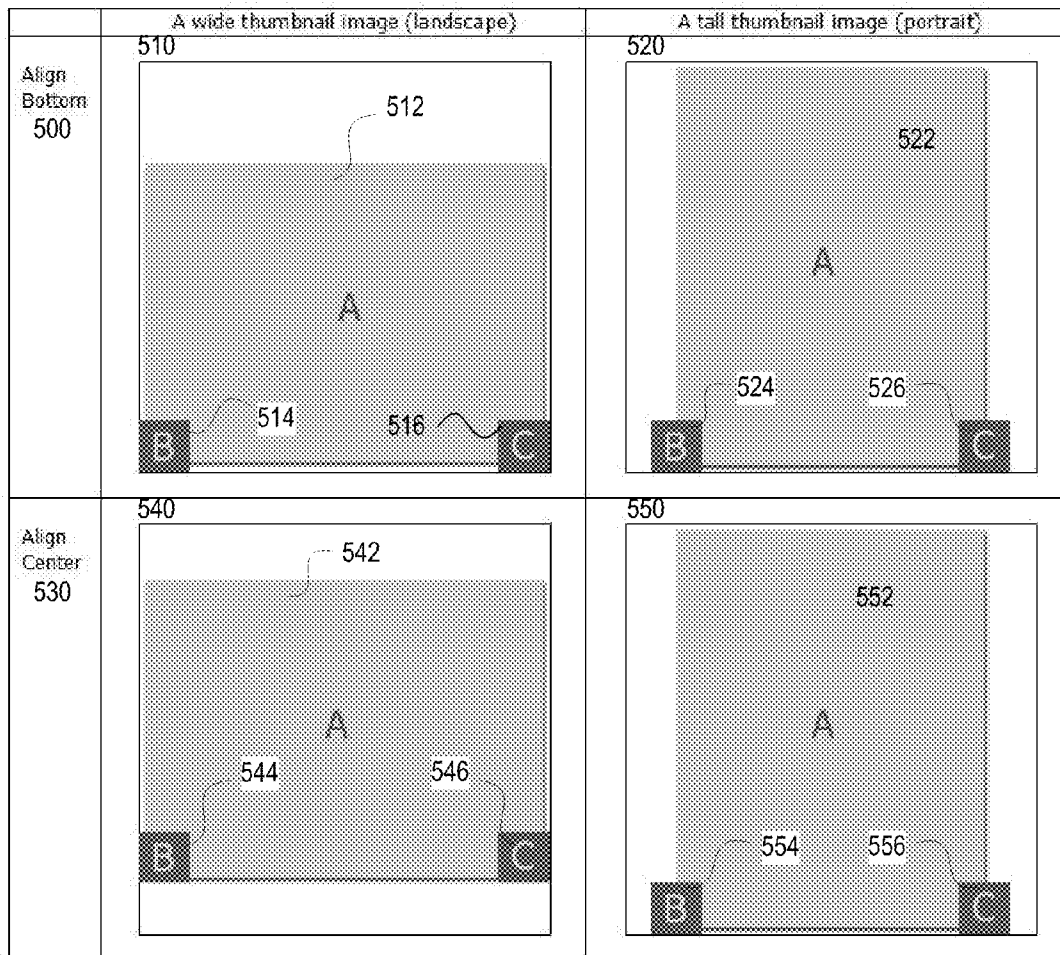 A wide thumbnail image (landscape)
A tall thumbnail image (portrait)
Align
Bottom
500
510
512
A
514
516
B
C
520
522
A
524
526
B
C
Align
Center
530
540
542
A
544
546
B
C
550
552
A
554
556
B
C